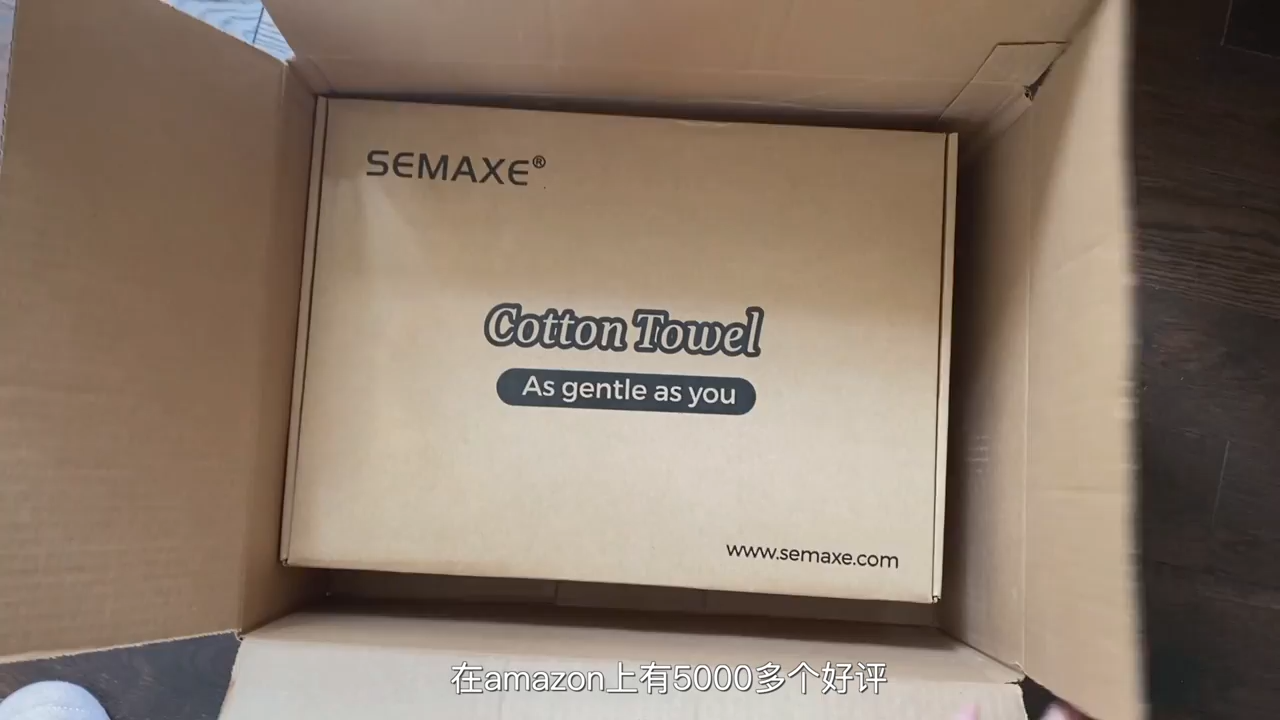 SEMAXE®
Cotton Towel
As gentle as you
www.semaxe.com
在amazon上有5000多个好评